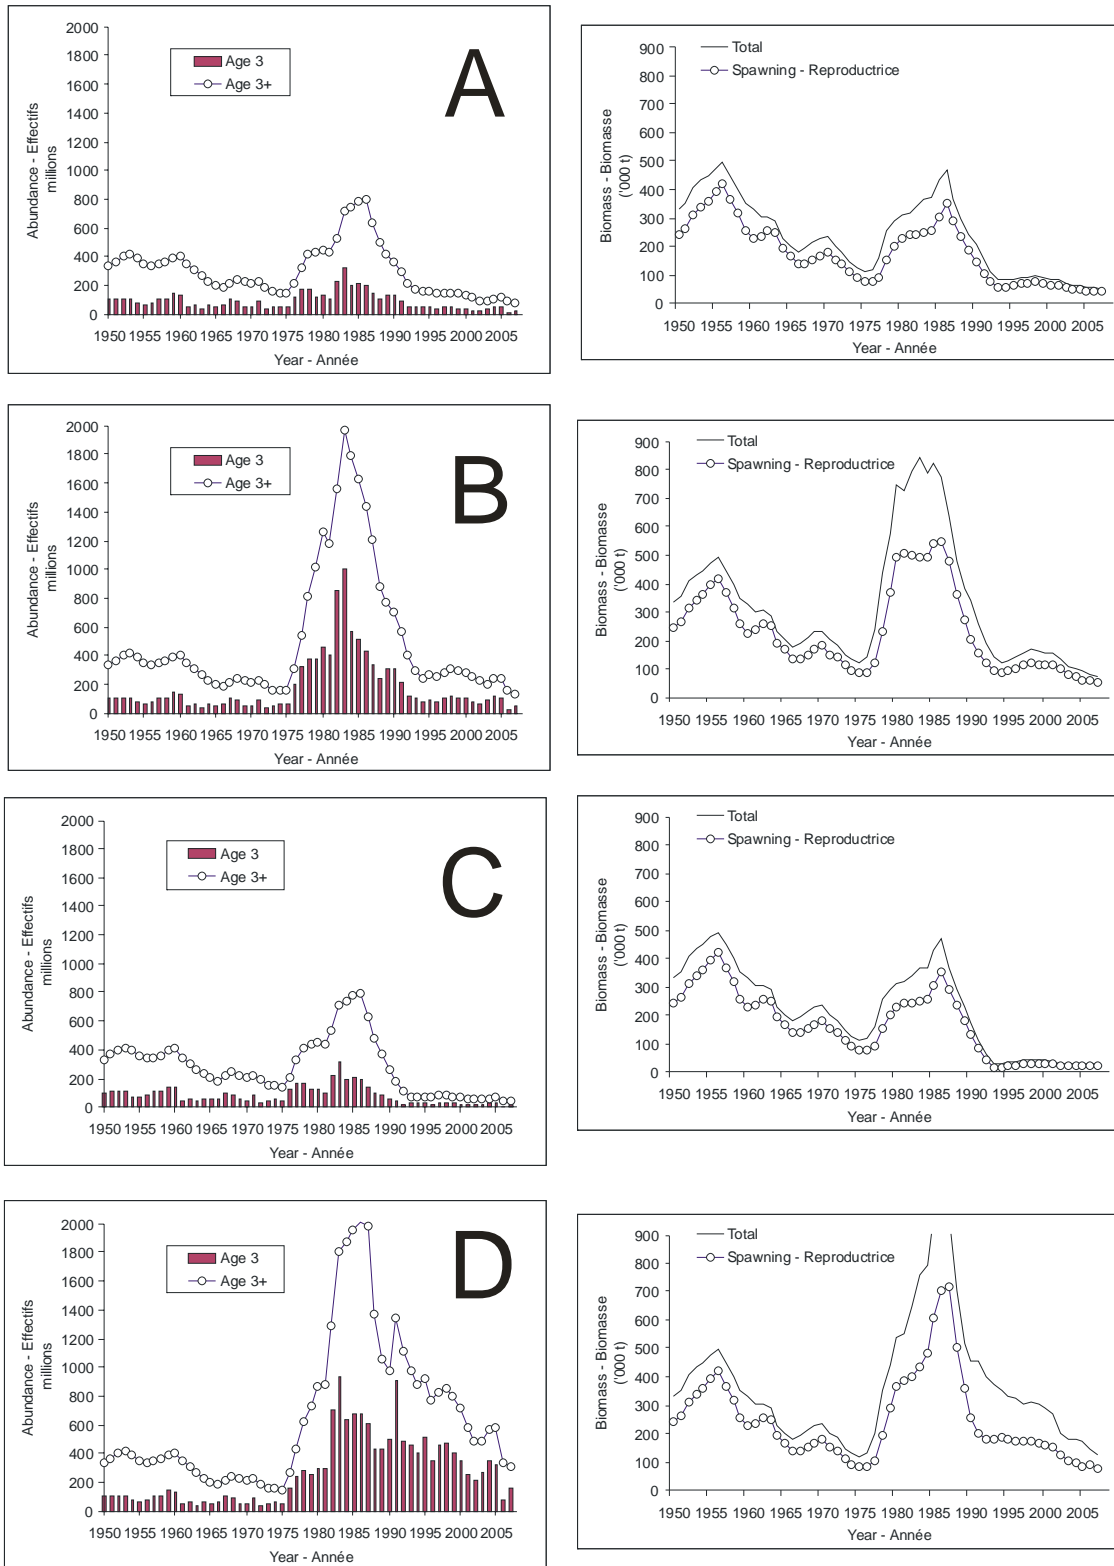 2000
1800
1600
1400
1200
1000
800
600
400
200
0
Abundance - Effectifs
millions
Age 3
Age 3+
A
1950 1955 1960 1965 1970 1975 1980 1985 1990 1995 2000 2005
Year - Année
900
800
700
600
500
400
300
200
100
0
Biomass - Biomasse
('000 t)
Total
Spawning - Reproductrice
1950 1955 1960 1965 1970 1975 1980 1985 1990 1995 2000 2005
Year - Année
2000
1800
1600
1400
1200
1000
800
600
400
200
0
Abundance - Effectifs
millions
Age 3
Age 3+
B
1950 1955 1960 1965 1970 1975 1980 1985 1990 1995 2000 2005
Year - Année
900
800
700
600
500
400
300
200
100
0
Biomass - Biomasse
('000 t)
Total
Spawning - Reproductrice
1950 1955 1960 1965 1970 1975 1980 1985 1990 1995 2000 2005
Year - Année
2000
1800
1600
1400
1200
1000
800
600
400
200
0
Abundance - Effectifs
millions
Age 3
Age 3+
C
1950 1955 1960 1965 1970 1975 1980 1985 1990 1995 2000 2005
Year - Année
900
800
700
600
500
400
300
200
100
0
Biomass - Biomasse
('000 t)
Total
Spawning - Reproductrice
1950 1955 1960 1965 1970 1975 1980 1985 1990 1995 2000 2005
Year - Année
2000
1800
1600
1400
1200
1000
800
600
400
200
0
Abundance - Effectifs
millions
Age 3
Age 3+
D
1950 1955 1960 1965 1970 1975 1980 1985 1990 1995 2000 2005
Year - Année
900
800
700
600
500
400
300
200
100
0
Biomass - Biomasse
('000 t)
Total
Spawning - Reproductrice
1950 1955 1960 1965 1970 1975 1980 1985 1990 1995 2000 2005
Year - Année